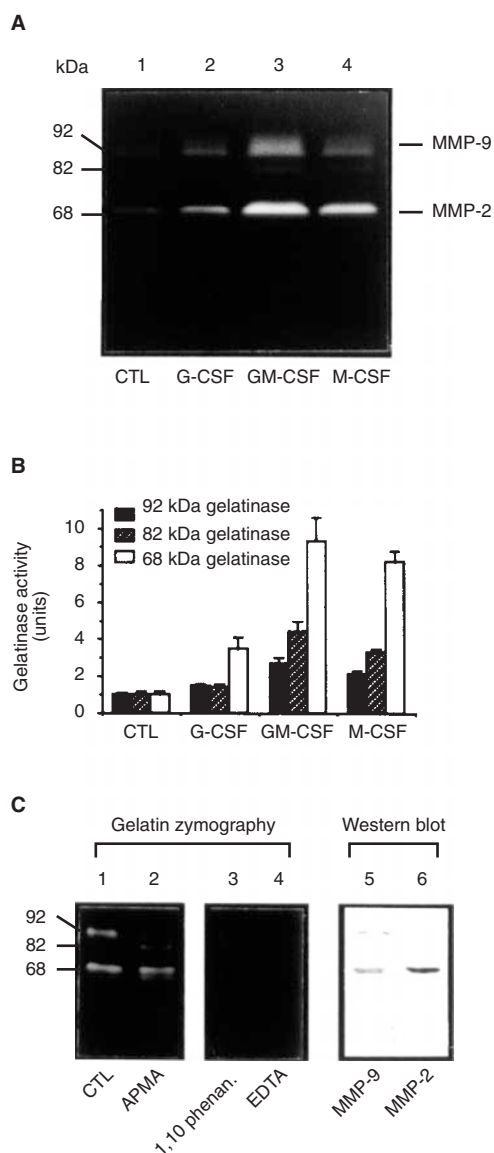 A
kDa 1 2 3 4
92
82
68
MMP-9
MMP-2
CTL G-CSF GM-CSF M-CSF
B
92 kDa gelatinase
82 kDa gelatinase
68 kDa gelatinase
Gelatinase activity
(units)
10
8
6
4
2
0
CTL G-CSF GM-CSF M-CSF
C
Gelatin zymography Western blot
1 2 3 4 5 6
92
82
68
CTL APMA 1,10 phenan. EDTA MMP-9 MMP-2